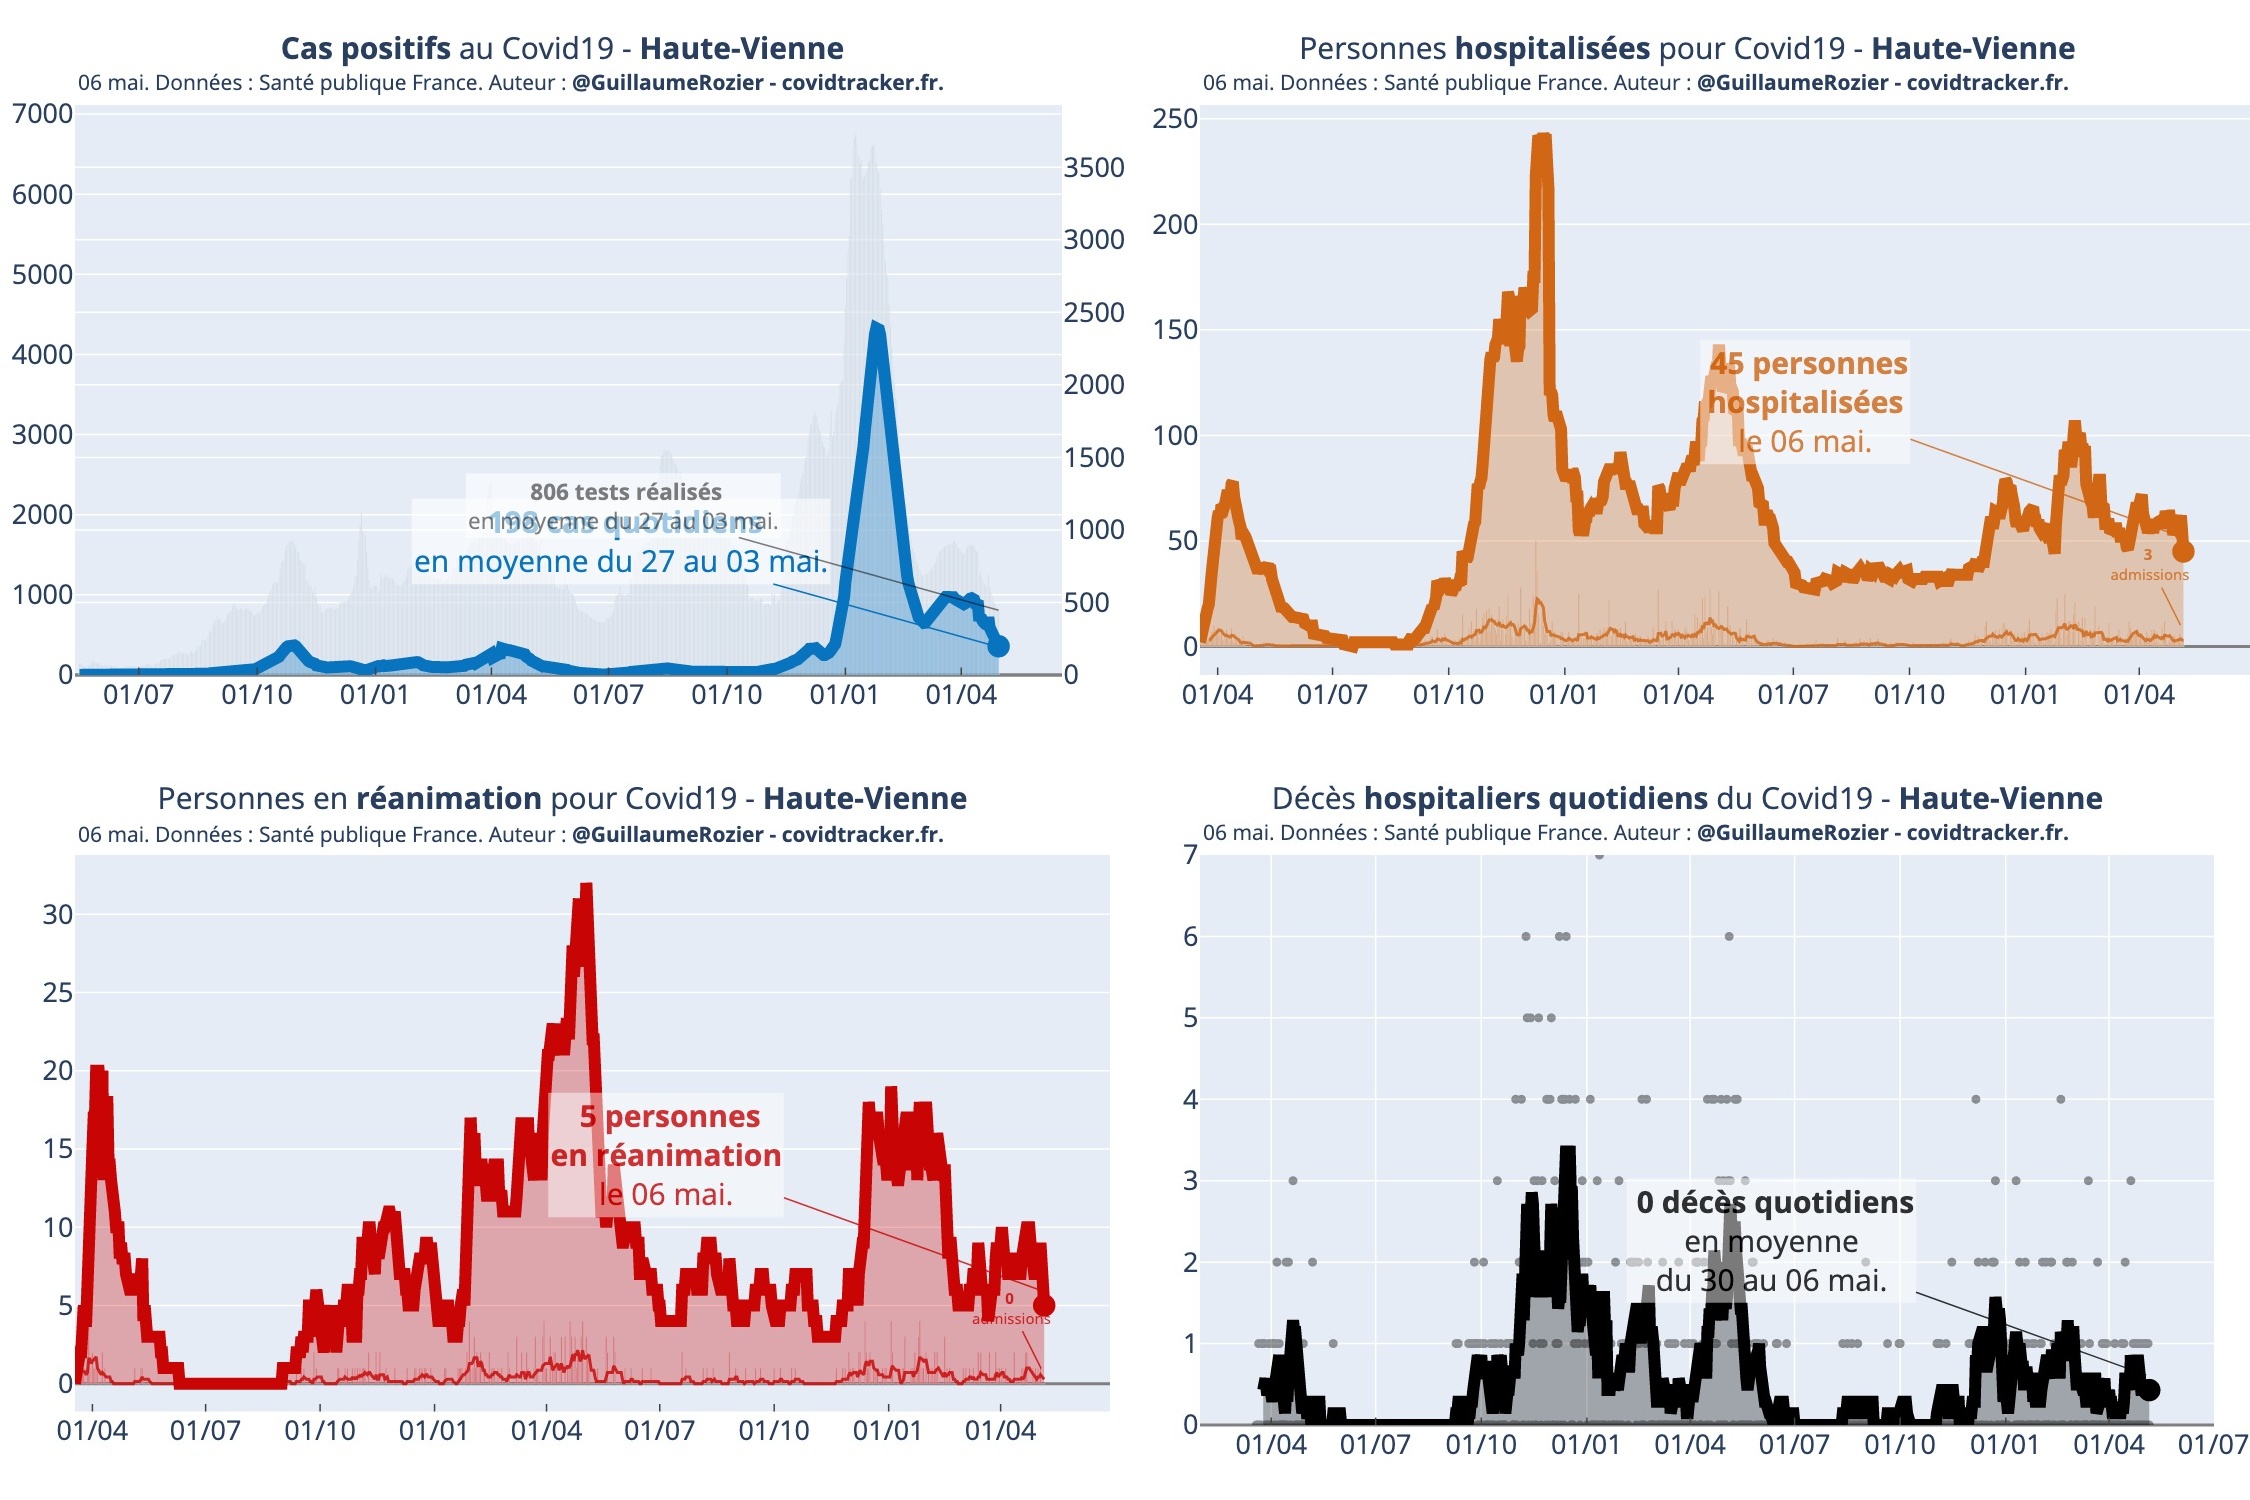 Cas positifs au Covid19 - Haute-Vienne
06 mai. Données : Santé publique France. Auteur : @GuillaumeRozier - covidtracker.fr.
7000
6000
5000
4000
3000
2000
1000
0
3500
3000
2500
2000
1500
1000
500
0
806 tests réalisés
en moyenne du 27 au 03 mai.
198 cas quotidiens
en moyenne du 27 au 03 mai.
01/07 01/10 01/01 01/04 01/07 01/10 01/01 01/04
Personnes hospitalisées pour Covid19 - Haute-Vienne
06 mai. Données : Santé publique France. Auteur : @GuillaumeRozier - covidtracker.fr.
250
200
150
100
50
0
45 personnes
hospitalisées
le 06 mai.
3
admissions
01/04 01/07 01/10 01/01 01/04 01/07 01/10 01/01 01/04
Personnes en réanimation pour Covid19 - Haute-Vienne
06 mai. Données : Santé publique France. Auteur : @GuillaumeRozier - covidtracker.fr.
30
25
20
15
10
5
0
5 personnes
en réanimation
le 06 mai.
0
admissions
01/04 01/07 01/10 01/01 01/04 01/07 01/10 01/01 01/04
Décès hospitaliers quotidiens du Covid19 - Haute-Vienne
06 mai. Données : Santé publique France. Auteur : @GuillaumeRozier - covidtracker.fr.
7
6
5
4
3
2
1
0
0 décès quotidiens
en moyenne
du 30 au 06 mai.
01/04 01/07 01/10 01/01 01/04 01/07 01/10 01/01 01/04 01/07